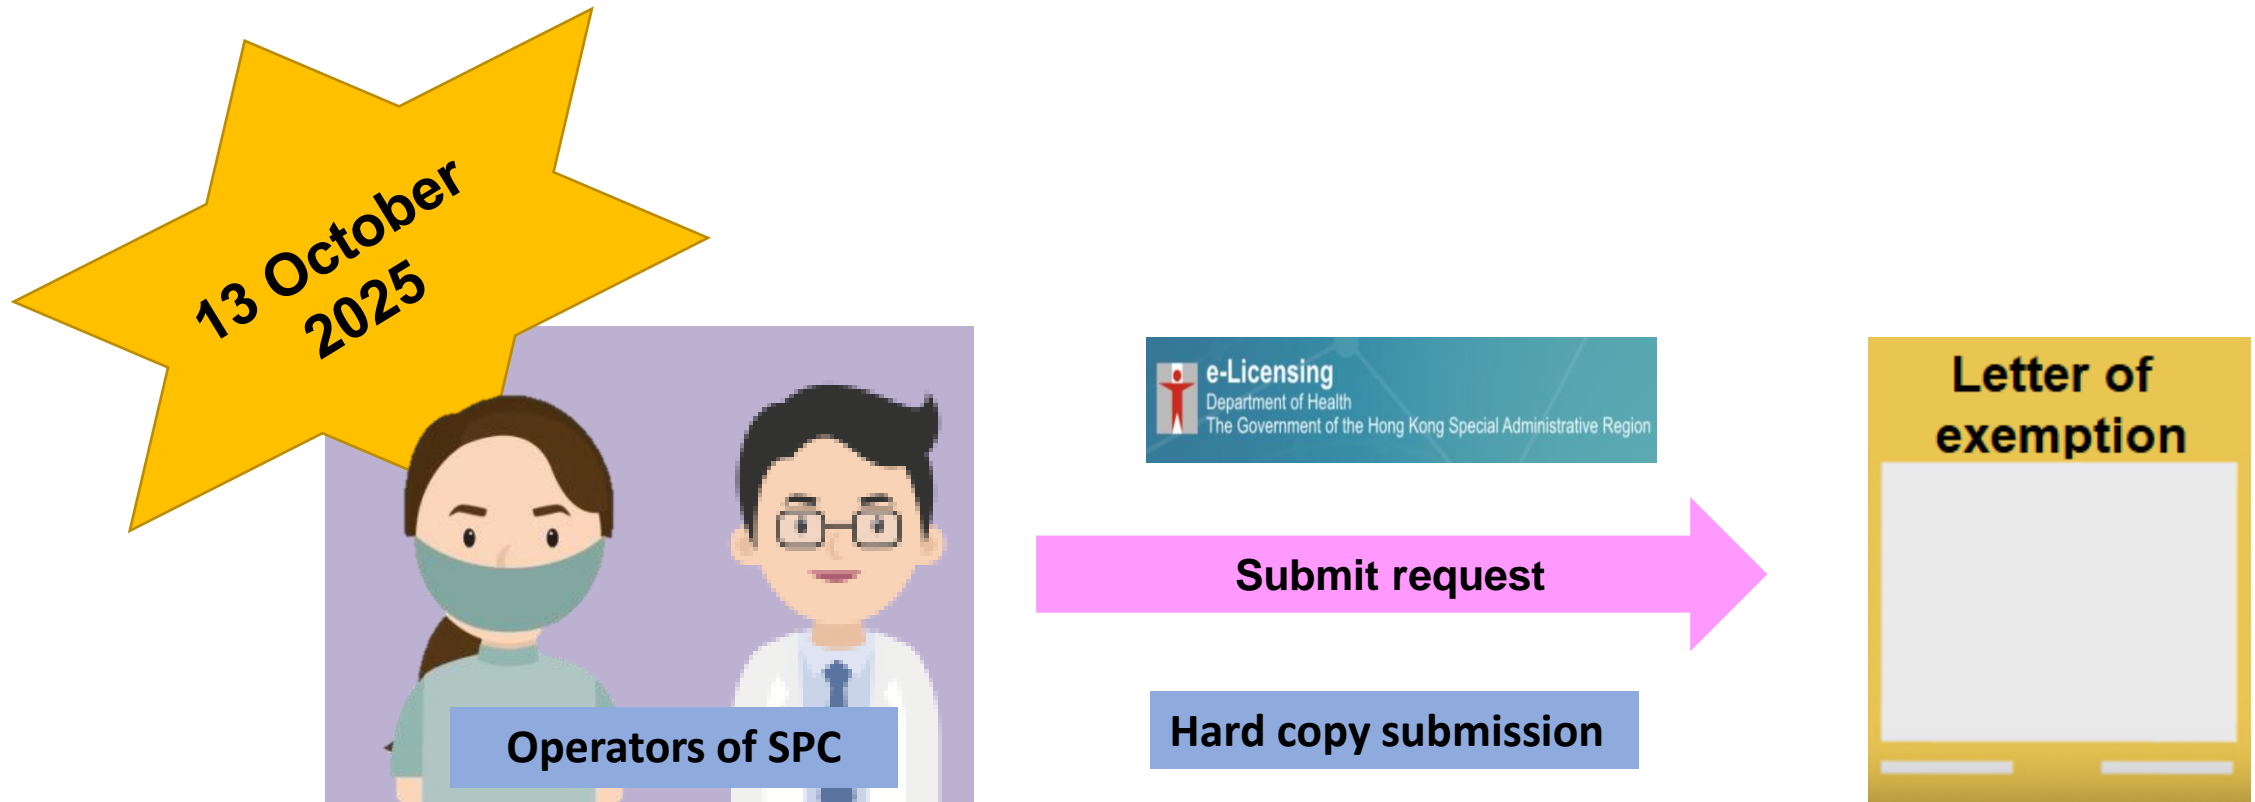 13 October
2025
Operators of SPC
e-Licensing
Department of Health
The Government of the Hong Kong Special Administrative Region
Submit request
Hard copy submission
Letter of
exemption